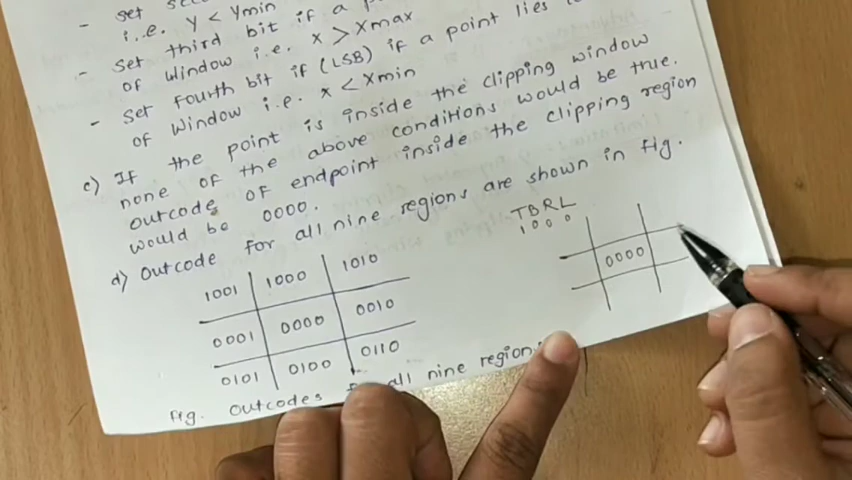 - set
i.e. Y < Ymin
- set third bit if a
of window i.e. x > Xmax
- set fourth bit if (LSB) if a point lies
of window i.e. x < Xmin
c) If the point is inside the clipping window
none of the above conditions would be true.
outcode of endpoint inside the clipping region
would be 0000.
d) outcode for all nine regions are shown in fig.
1001 1000 1010
0001 0000 0010
0101 0100 0110
Fig. outcodes all nine region
TBRL
1000
0000